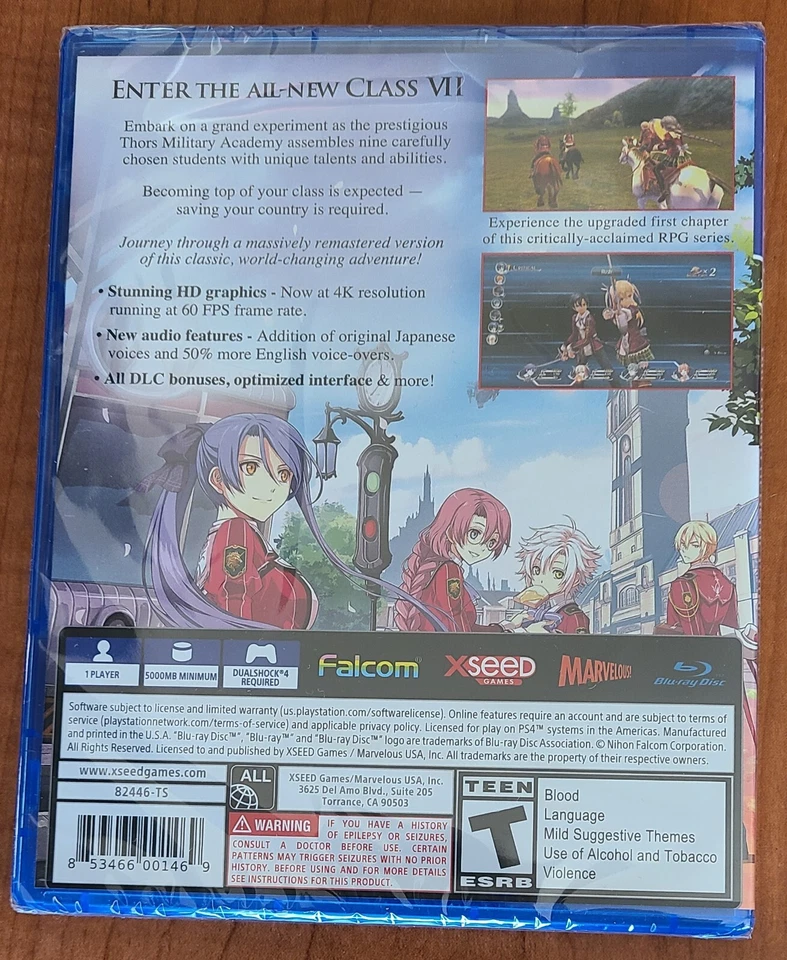 ENTER THE ALL-NEW CLASS VII
Embark on a grand experiment as the prestigious
Thors Military Academy assembles nine carefully
chosen students with unique talents and abilities.
Becoming top of your class is expected —
saving your country is required.
Journey through a massively remastered version
of this classic, world-changing adventure!
• Stunning HD graphics - Now at 4K resolution
running at 60 FPS frame rate.
• New audio features - Addition of original Japanese
voices and 50% more English voice-overs.
• All DLC bonuses, optimized interface & more!
Experience the upgraded first chapter
of this critically-acclaimed RPG series.
x 2
1 PLAYER
5000MB MINIMUM
DUALSHOCK®4
REQUIRED
Falcom
XSEED
GAMES
MARVELOUS!
Blu-ray Disc
Software subject to license and limited warranty (us.playstation.com/softwarelicense). Online features require an account and are subject to terms of
service (playstationnetwork.com/terms-of-service) and applicable privacy policy. Licensed for play on PS4™ systems in the Americas. Manufactured
and printed in the U.S.A. "Blu-ray Disc™", "Blu-ray™" and "Blu-ray Disc™" logo are trademarks of Blu-ray Disc Association. © Nihon Falcom Corporation.
All Rights Reserved. Licensed to and published by XSEED Games / Marvelous USA, Inc. All trademarks are the property of their respective owners.
www.xseedgames.com
82446-TS
8 53466 00146 9
ALL
XSEED Games/Marvelous USA, Inc.
3625 Del Amo Blvd., Suite 205
Torrance, CA 90503
WARNING IF YOU HAVE A HISTORY
OF EPILEPSY OR SEIZURES,
CONSULT A DOCTOR BEFORE USE. CERTAIN
PATTERNS MAY TRIGGER SEIZURES WITH NO PRIOR
HISTORY. BEFORE USING AND FOR MORE DETAILS
SEE INSTRUCTIONS FOR THIS PRODUCT.
TEEN
T
ESRB
Blood
Language
Mild Suggestive Themes
Use of Alcohol and Tobacco
Violence